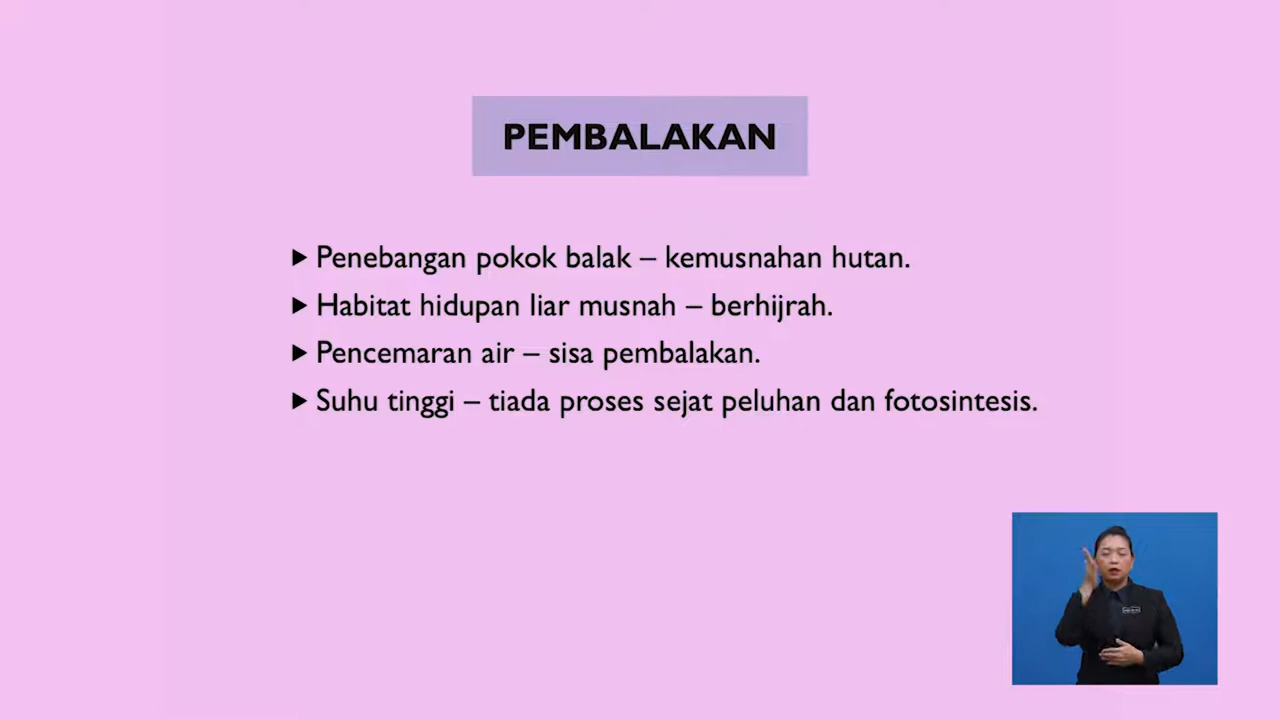 PEMBALAKAN
Penebangan pokok balak – kemusnahan hutan.
Habitat hidupan liar musnah – berhijrah.
Pencemaran air – sisa pembalakan.
Suhu tinggi – tiada proses sejat peluhan dan fotosintesis.